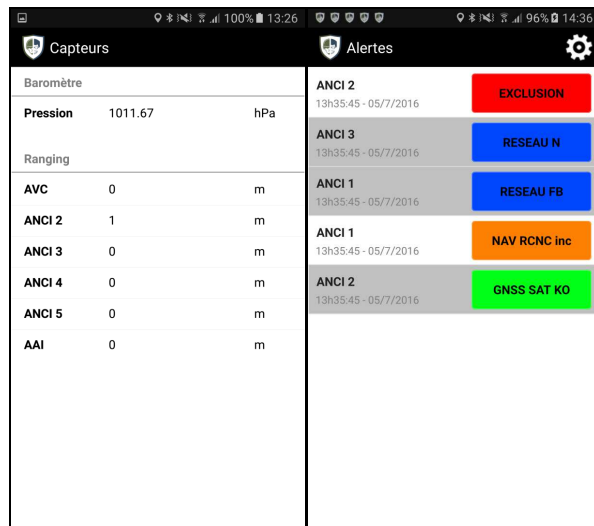 100% 13:26
Capteurs
Baromètre
Pression 1011.67 hPa
Ranging
AVC 0 m
ANCI 2 1 m
ANCI 3 0 m
ANCI 4 0 m
ANCI 5 0 m
AAI 0 m
96% 14:36
Alertes
ANCI 2
13h35:45 - 05/7/2016
EXCLUSION
ANCI 3
13h35:45 - 05/7/2016
RESEAU N
ANCI 1
13h35:45 - 05/7/2016
RESEAU FB
ANCI 1
13h35:45 - 05/7/2016
NAV RCNC inc
ANCI 2
13h35:45 - 05/7/2016
GNSS SAT KO